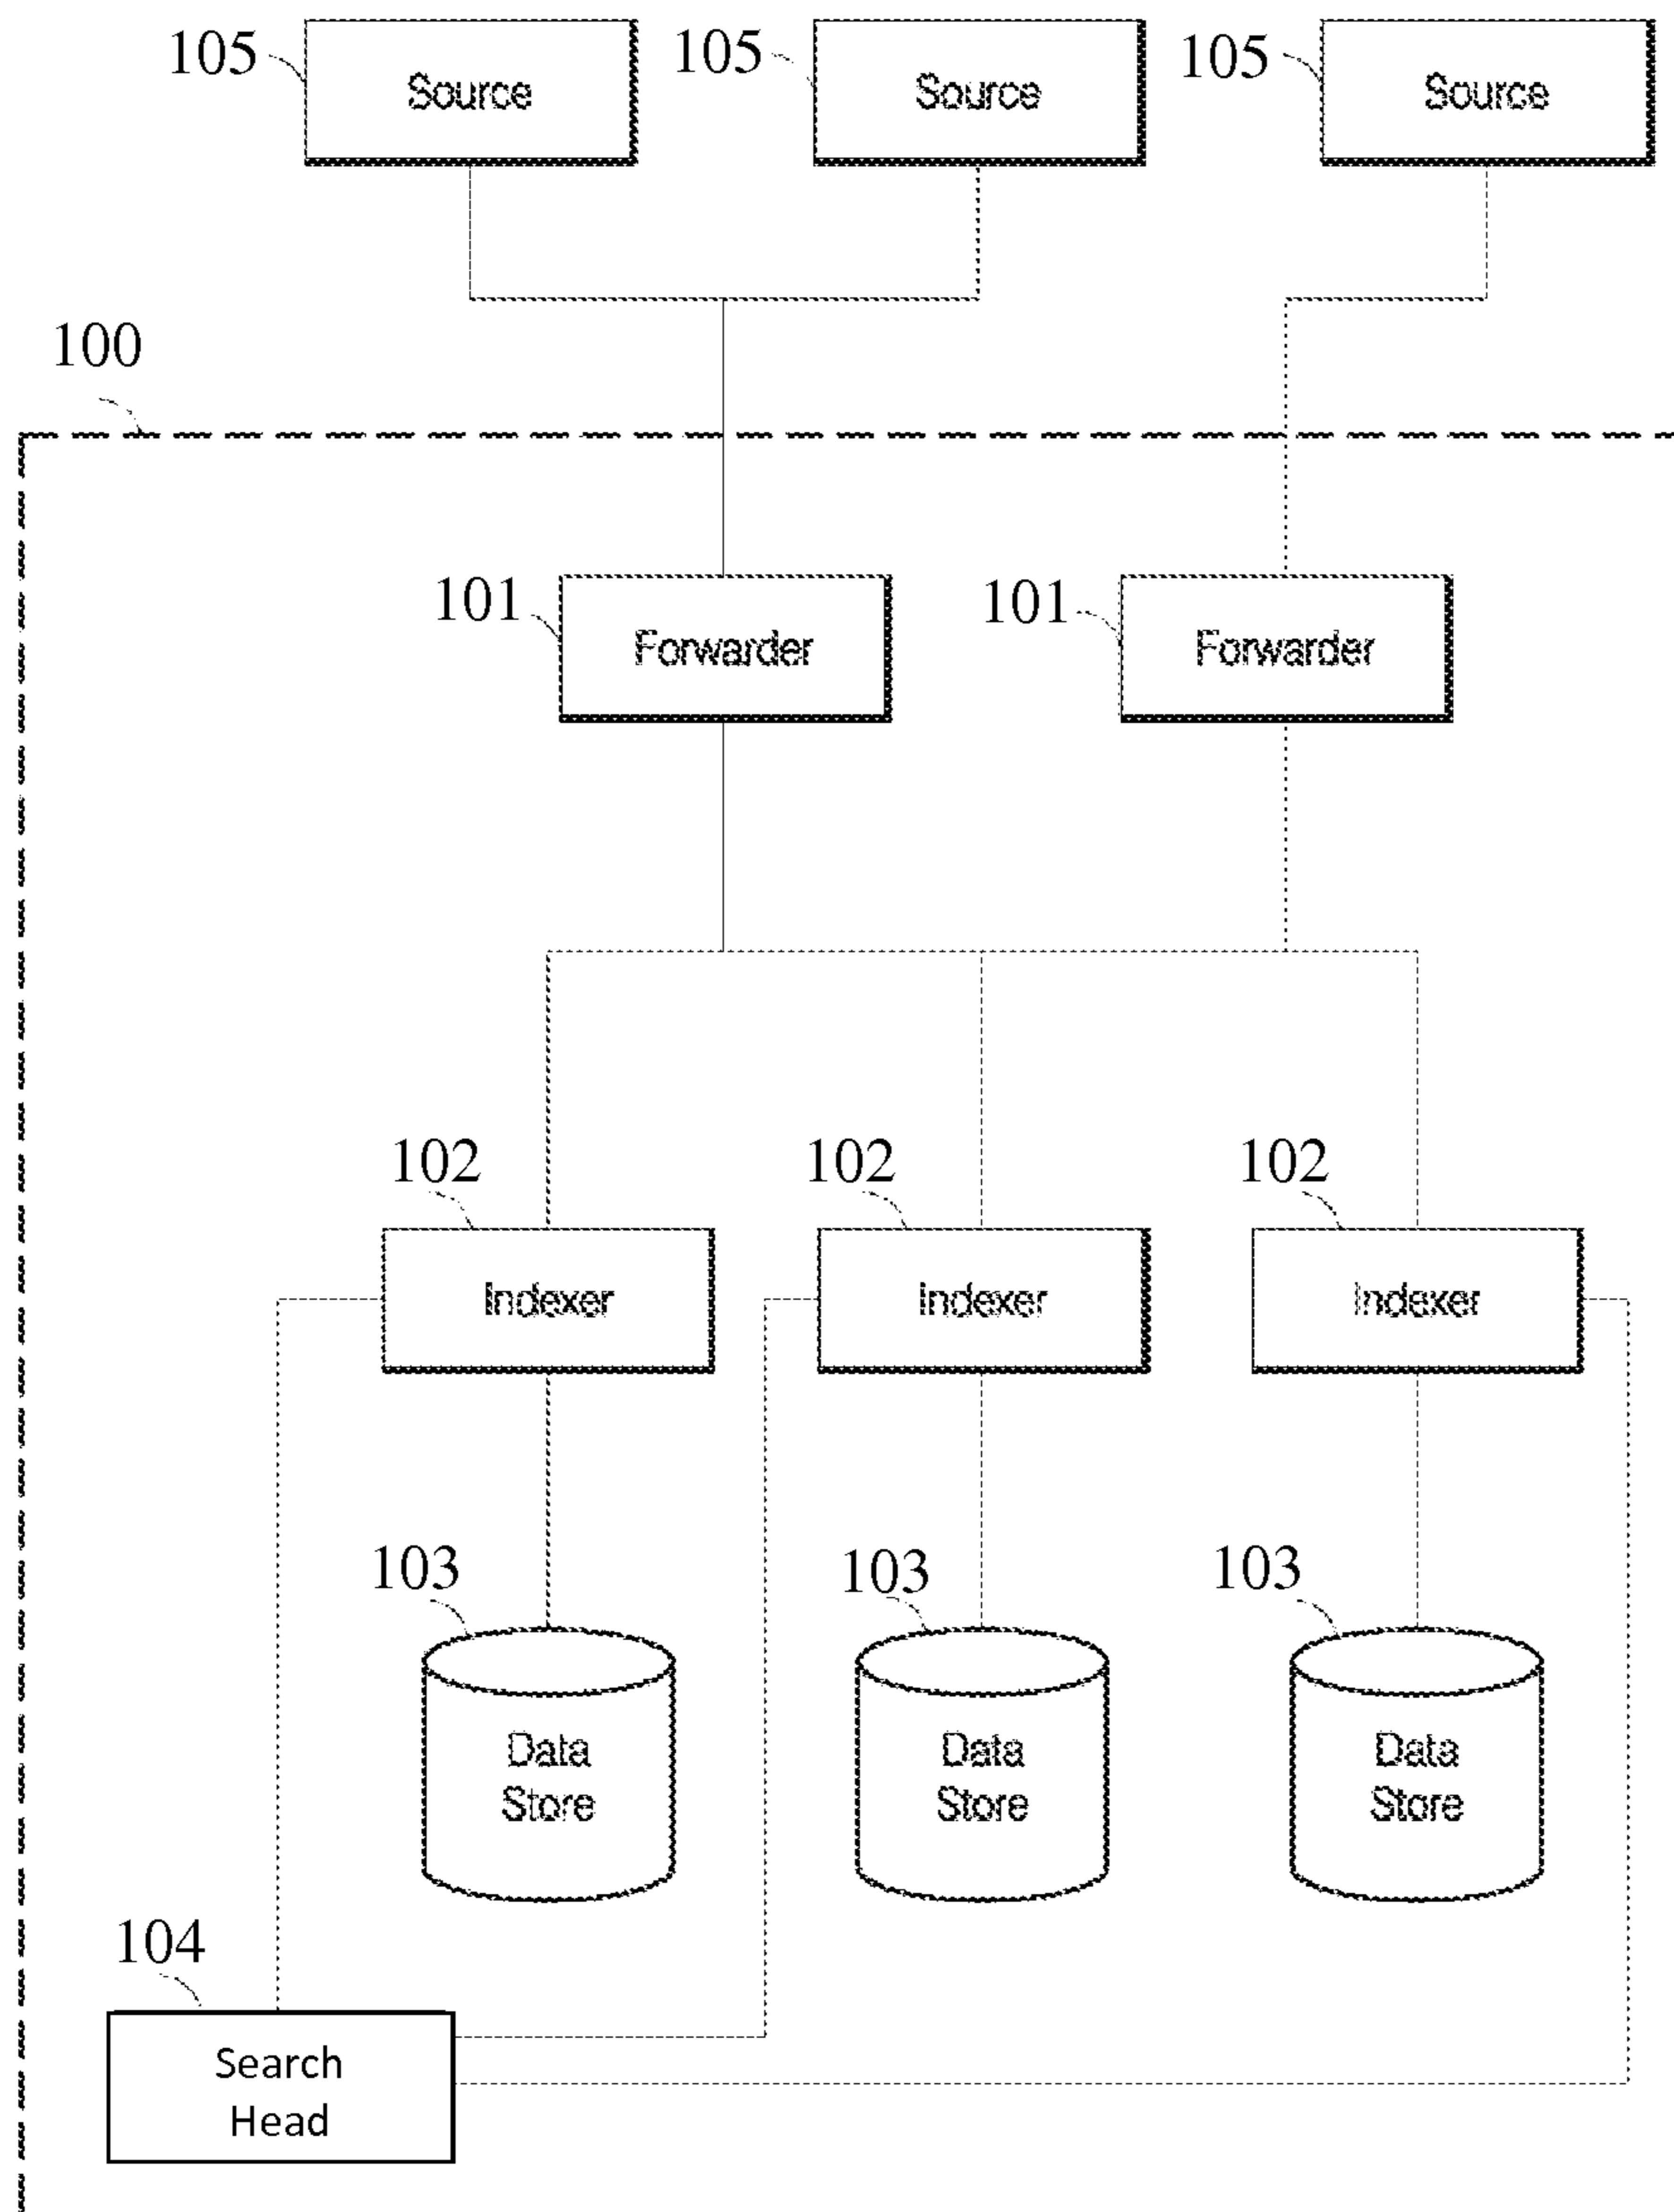 105
Source
105
Source
105
Source
100
101
Forwarder
101
Forwarder
102
Indexer
102
Indexer
102
Indexer
103
Data
Store
103
Data
Store
103
Data
Store
104
Search
Head